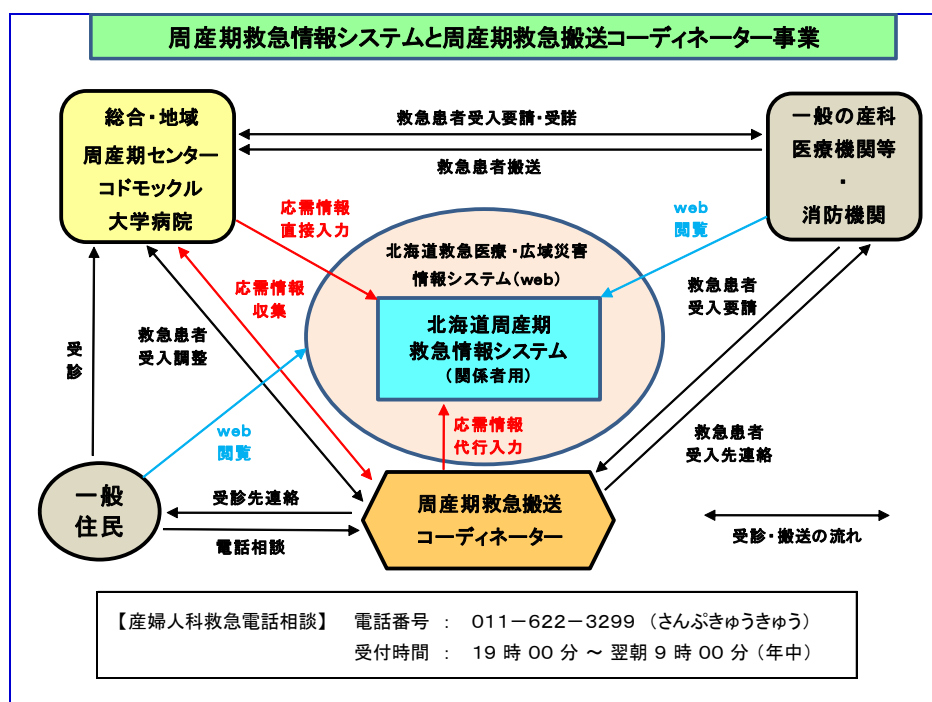 周産期救急情報システムと周産期救急搬送コーディネーター事業
総合・地域
周産期センター
コドモックル
大学病院
救急患者受入要請・受諾
救急患者搬送
一般の産科
医療機関等
・
消防機関
応需情報
直接入力
web
閲覧
北海道救急医療・広域災害
情報システム(web)
応需情報
収集
救急患者
受入要請
北海道周産期
救急情報システム
(関係者用)
救急患者
受入調整
受
診
web
閲覧
応需情報
代行入力
救急患者
受入先連絡
一般
住民
受診先連絡
電話相談
周産期救急搬送
コーディネーター
受診・搬送の流れ
【産婦人科救急電話相談】 電話番号 : 011-622-3299 (さんぷきゅうきゅう)
受付時間 : 19時00分 ~ 翌朝9時00分(年中)